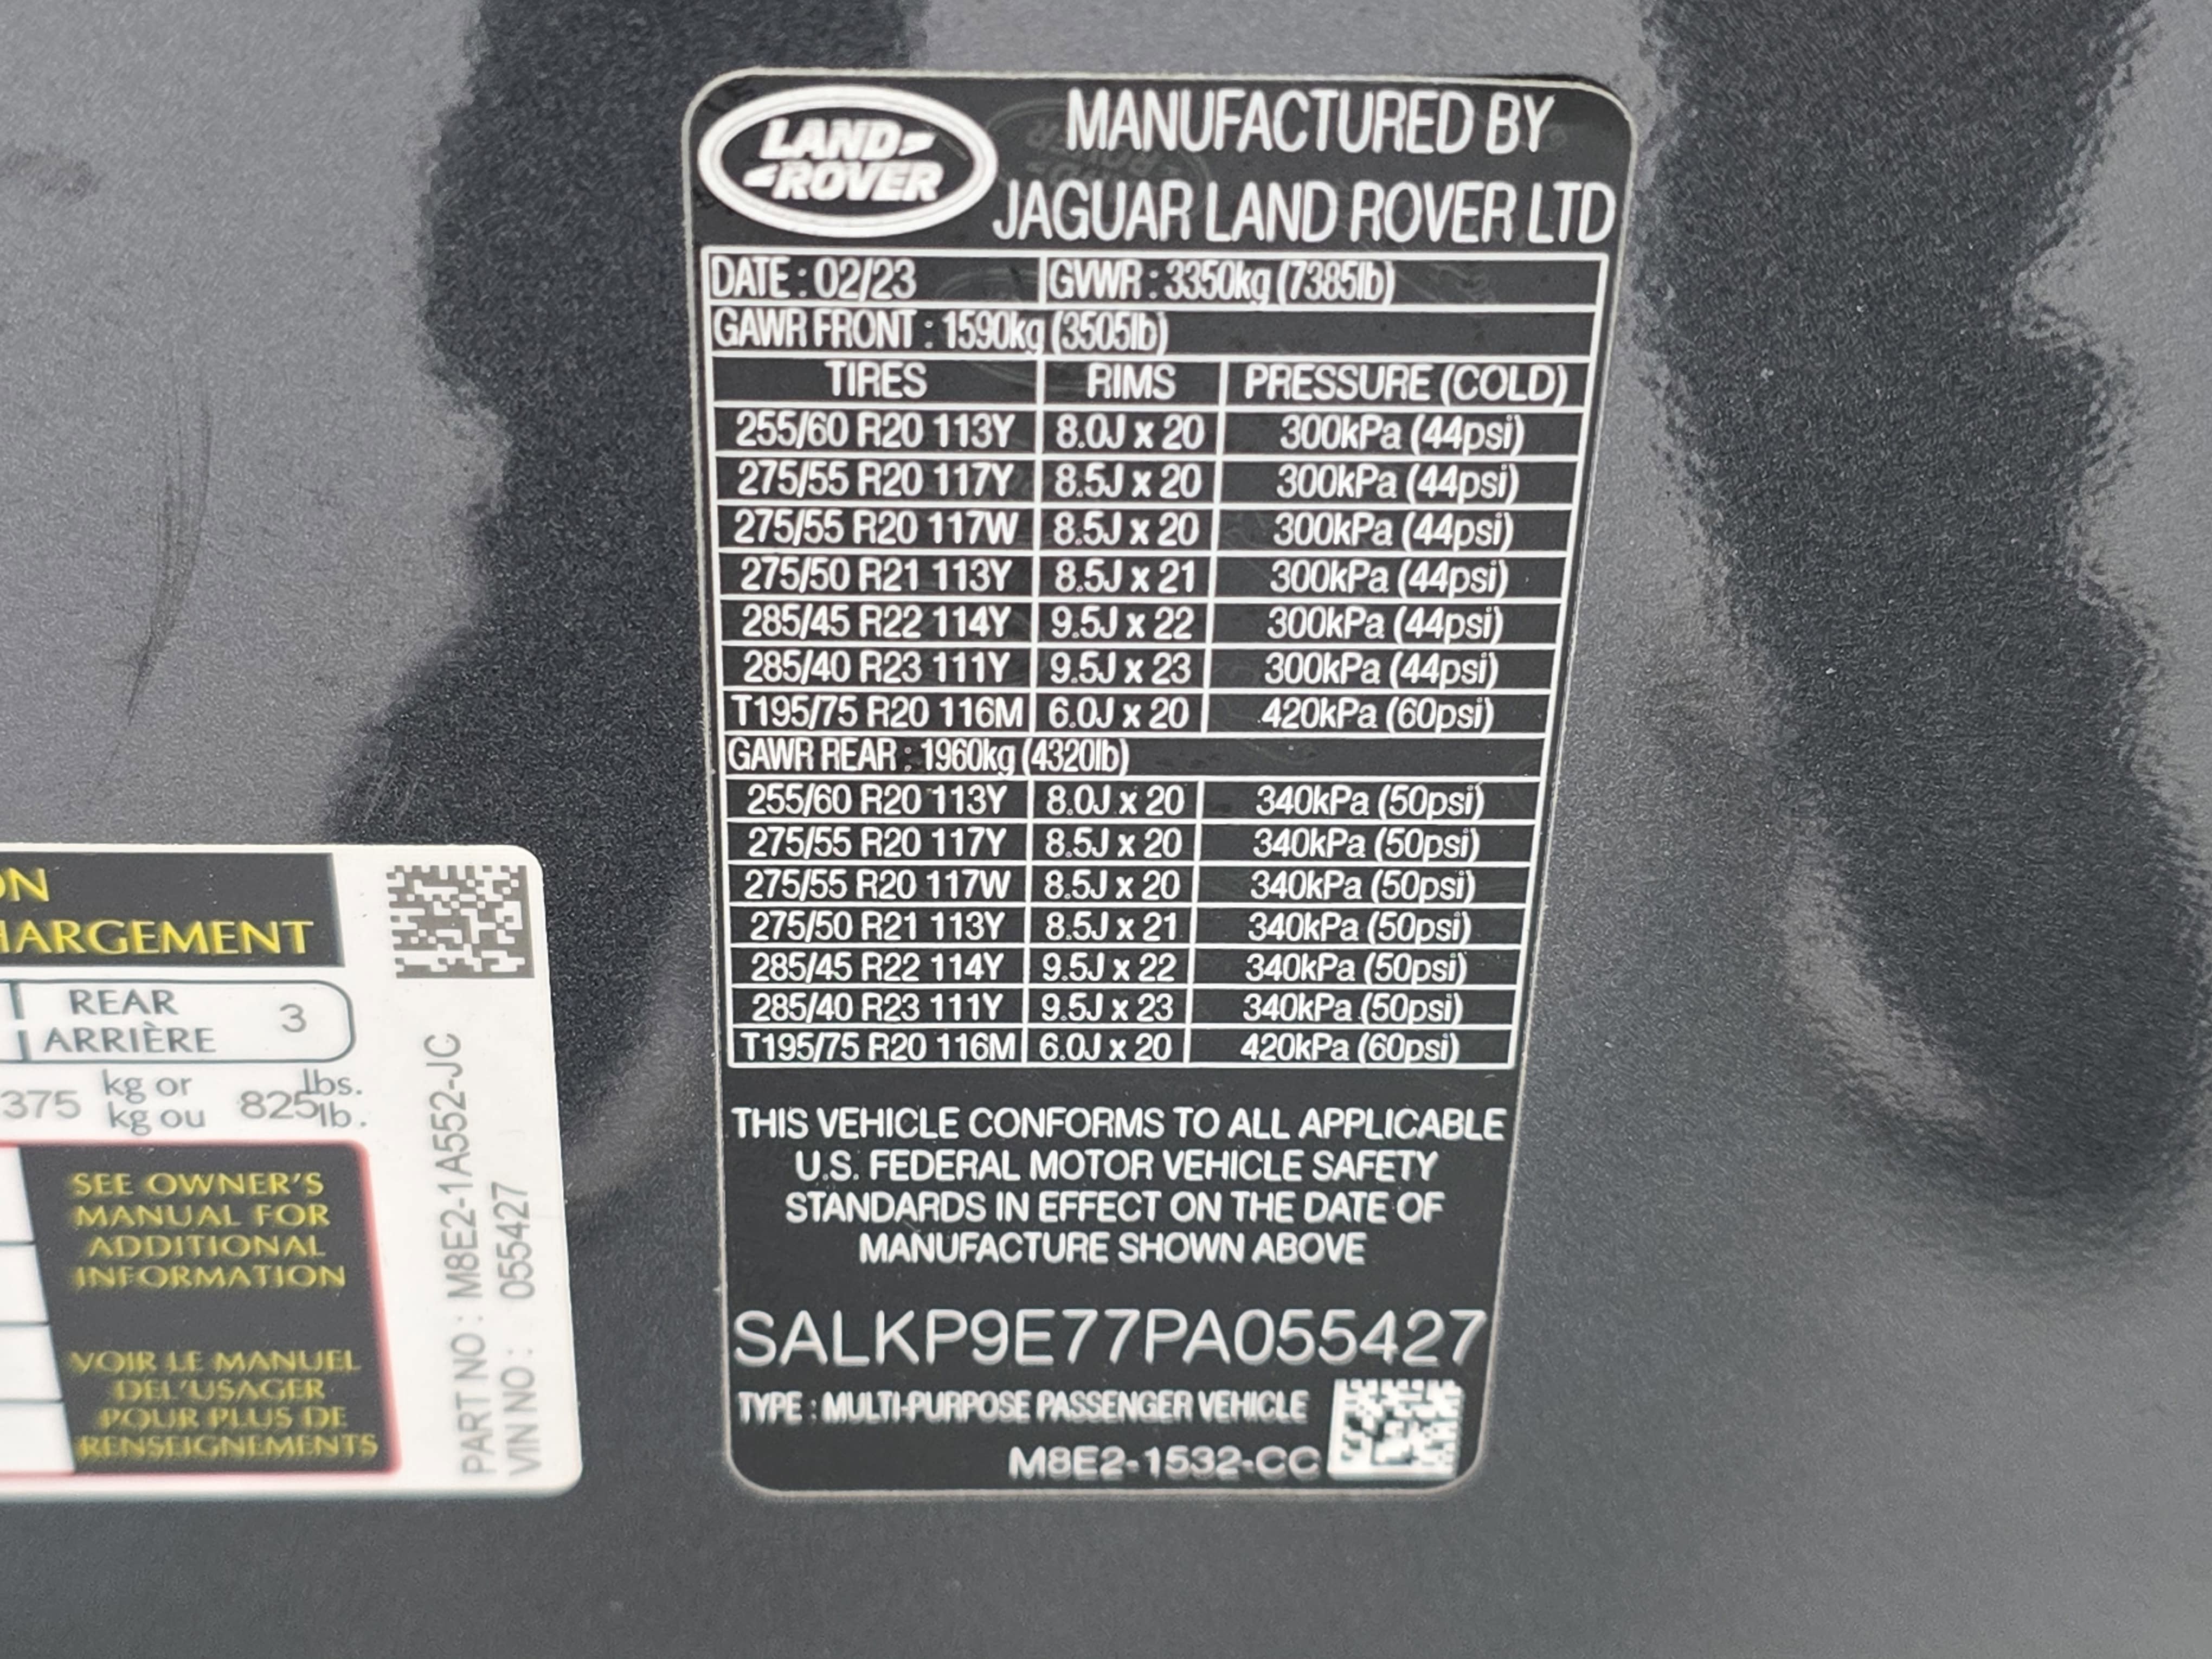 LAND
ROVER
MANUFACTURED BY
JAGUAR LAND ROVER LTD
DATE : 02/23 GVWR : 3350kg (7385lb)
GAWR FRONT : 1590kg (3505lb)
TIRES RIMS PRESSURE (COLD)
255/60 R20 113Y 8.0J x 20 300kPa (44psi)
275/55 R20 117Y 8.5J x 20 300kPa (44psi)
275/55 R20 117W 8.5J x 20 300kPa (44psi)
275/50 R21 113Y 8.5J x 21 300kPa (44psi)
285/45 R22 114Y 9.5J x 22 300kPa (44psi)
285/40 R23 111Y 9.5J x 23 300kPa (44psi)
T195/75 R20 116M 6.0J x 20 420kPa (60psi)
GAWR REAR : 1960kg (4320lb)
255/60 R20 113Y 8.0J x 20 340kPa (50psi)
275/55 R20 117Y 8.5J x 20 340kPa (50psi)
275/55 R20 117W 8.5J x 20 340kPa (50psi)
275/50 R21 113Y 8.5J x 21 340kPa (50psi)
285/45 R22 114Y 9.5J x 22 340kPa (50psi)
285/40 R23 111Y 9.5J x 23 340kPa (50psi)
T195/75 R20 116M 6.0J x 20 420kPa (60psi)
THIS VEHICLE CONFORMS TO ALL APPLICABLE
U.S. FEDERAL MOTOR VEHICLE SAFETY
STANDARDS IN EFFECT ON THE DATE OF
MANUFACTURE SHOWN ABOVE
SALKP9E77PA055427
TYPE : MULTI-PURPOSE PASSENGER VEHICLE
M8E2-1532-CC
ON
HARGEMENT
REAR
ARRIÈRE 3
375 kg or 825 lbs.
kg ou lb.
SEE OWNER'S
MANUAL FOR
ADDITIONAL
INFORMATION
VOIR LE MANUEL
DEL'USAGER
POUR PLUS DE
RENSEIGNEMENTS
PART NO : M8E2-1A552-JC
VIN NO : 055427